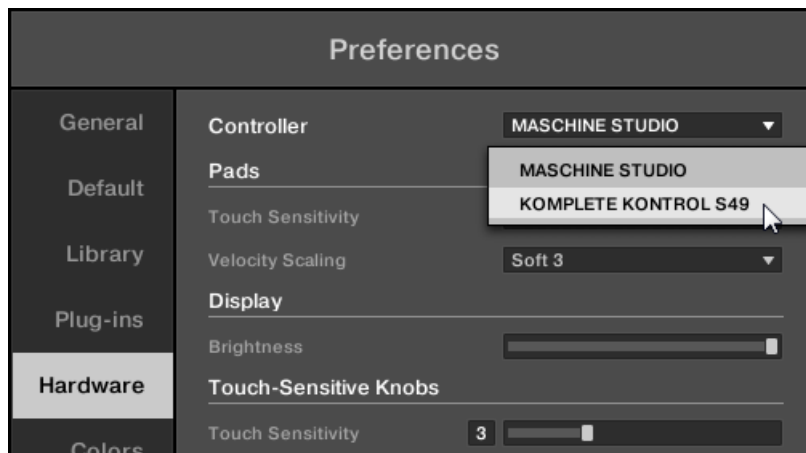 Preferences
General
Default
Library
Plug-ins
Hardware
Colors
Controller
MASCHINE STUDIO
MASCHINE STUDIO
KOMPLETE KONTROL S49
Pads
Touch Sensitivity
Velocity Scaling
Soft 3
Display
Brightness
Touch-Sensitive Knobs
Touch Sensitivity
3